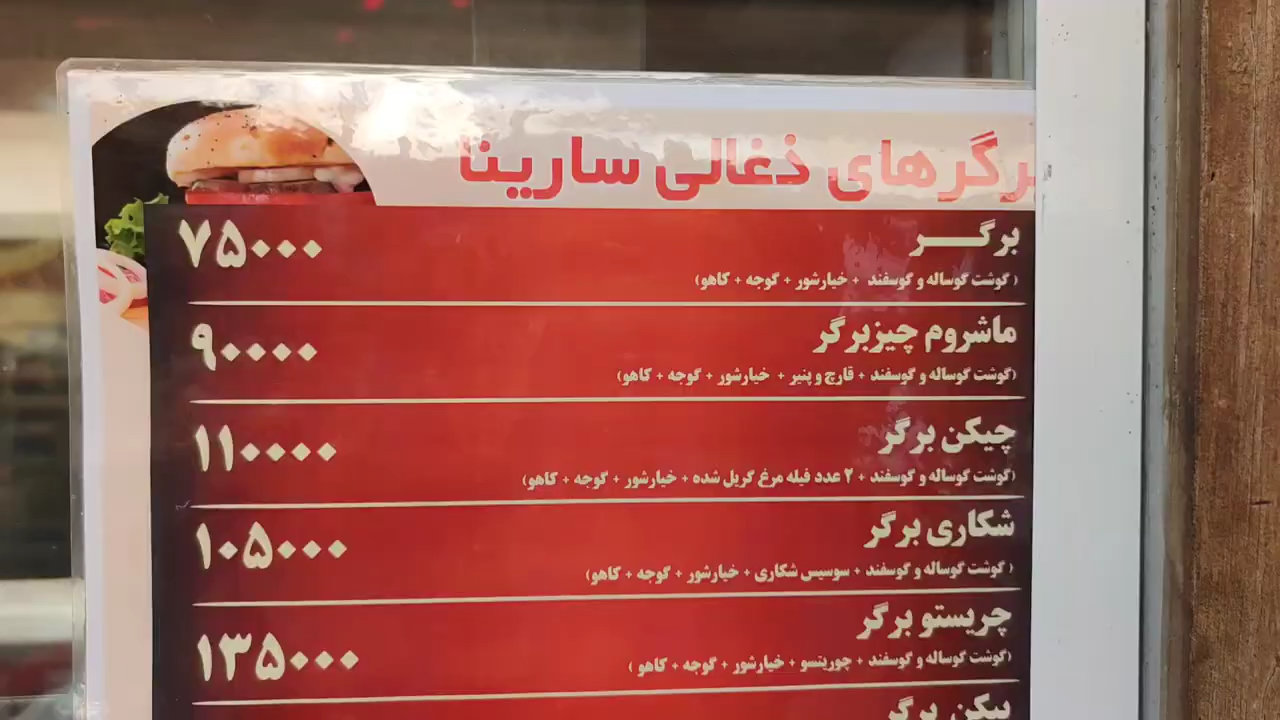 برگرهای ذغالی سارینا
برگــــر ۷۵۰۰۰
( گوشت گوساله و گوسفند + خیارشور + گوجه + کاهو)
ماشروم چیزبرگر ۹۰۰۰۰
(گوشت گوساله و گوسفند + قارچ و پنیر + خیارشور + گوجه + کاهو)
چیکن برگر ۱۱۰۰۰۰
(گوشت گوساله و گوسفند + ۲ عدد فیله مرغ گریل شده + خیارشور + گوجه + کاهو)
شکاری برگر ۱۰۵۰۰۰
( گوشت گوساله و گوسفند + سوسیس شکاری + خیارشور + گوجه + کاهو)
چریستو برگر ۱۳۵۰۰۰
(گوشت گوساله و گوسفند + چوریتسو + خیارشور + گوجه + کاهو )
بیکن برگر